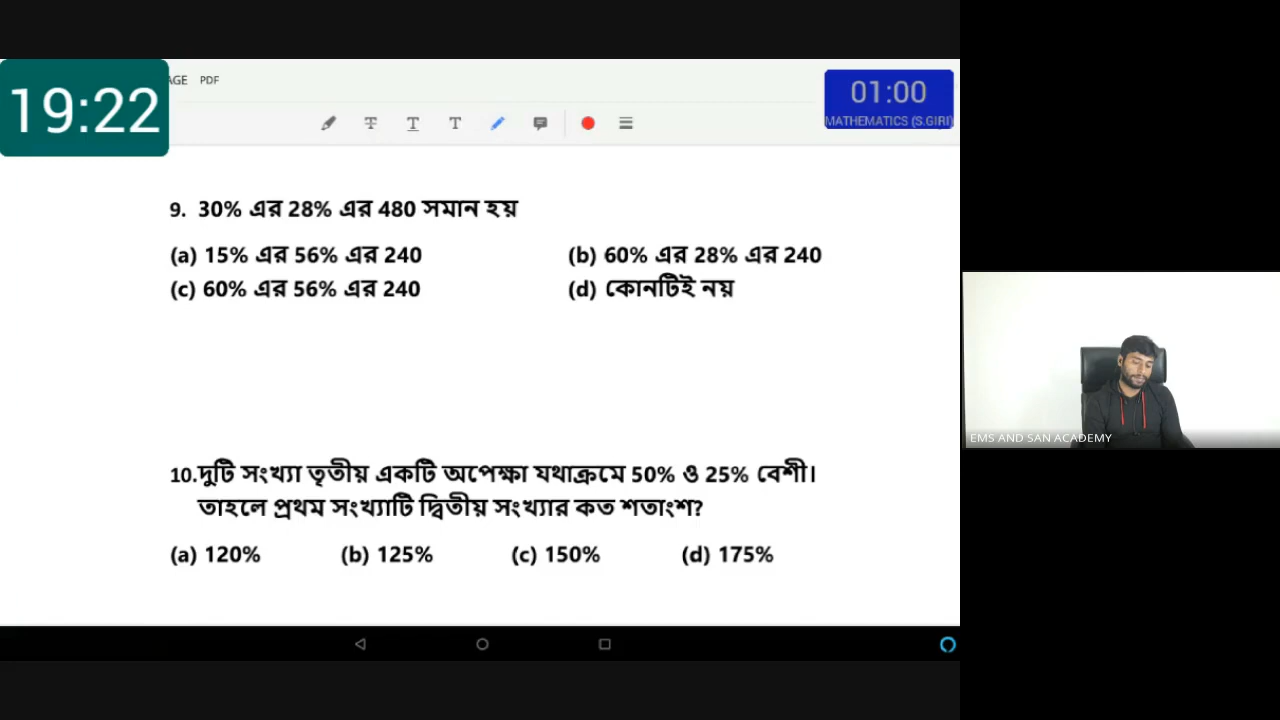 19:22
AGE PDF
01:00
MATHEMATICS (S.GIRI)
9. 30% এর 28% এর 480 সমান হয়
(a) 15% এর 56% এর 240 (b) 60% এর 28% এর 240
(c) 60% এর 56% এর 240 (d) কোনটিই নয়
EMS AND SAN ACADEMY
10.দুটি সংখ্যা তৃতীয় একটি অপেক্ষা যথাক্রমে 50% ও 25% বেশী।
তাহলে প্রথম সংখ্যাটি দ্বিতীয় সংখ্যার কত শতাংশ?
(a) 120% (b) 125% (c) 150% (d) 175%